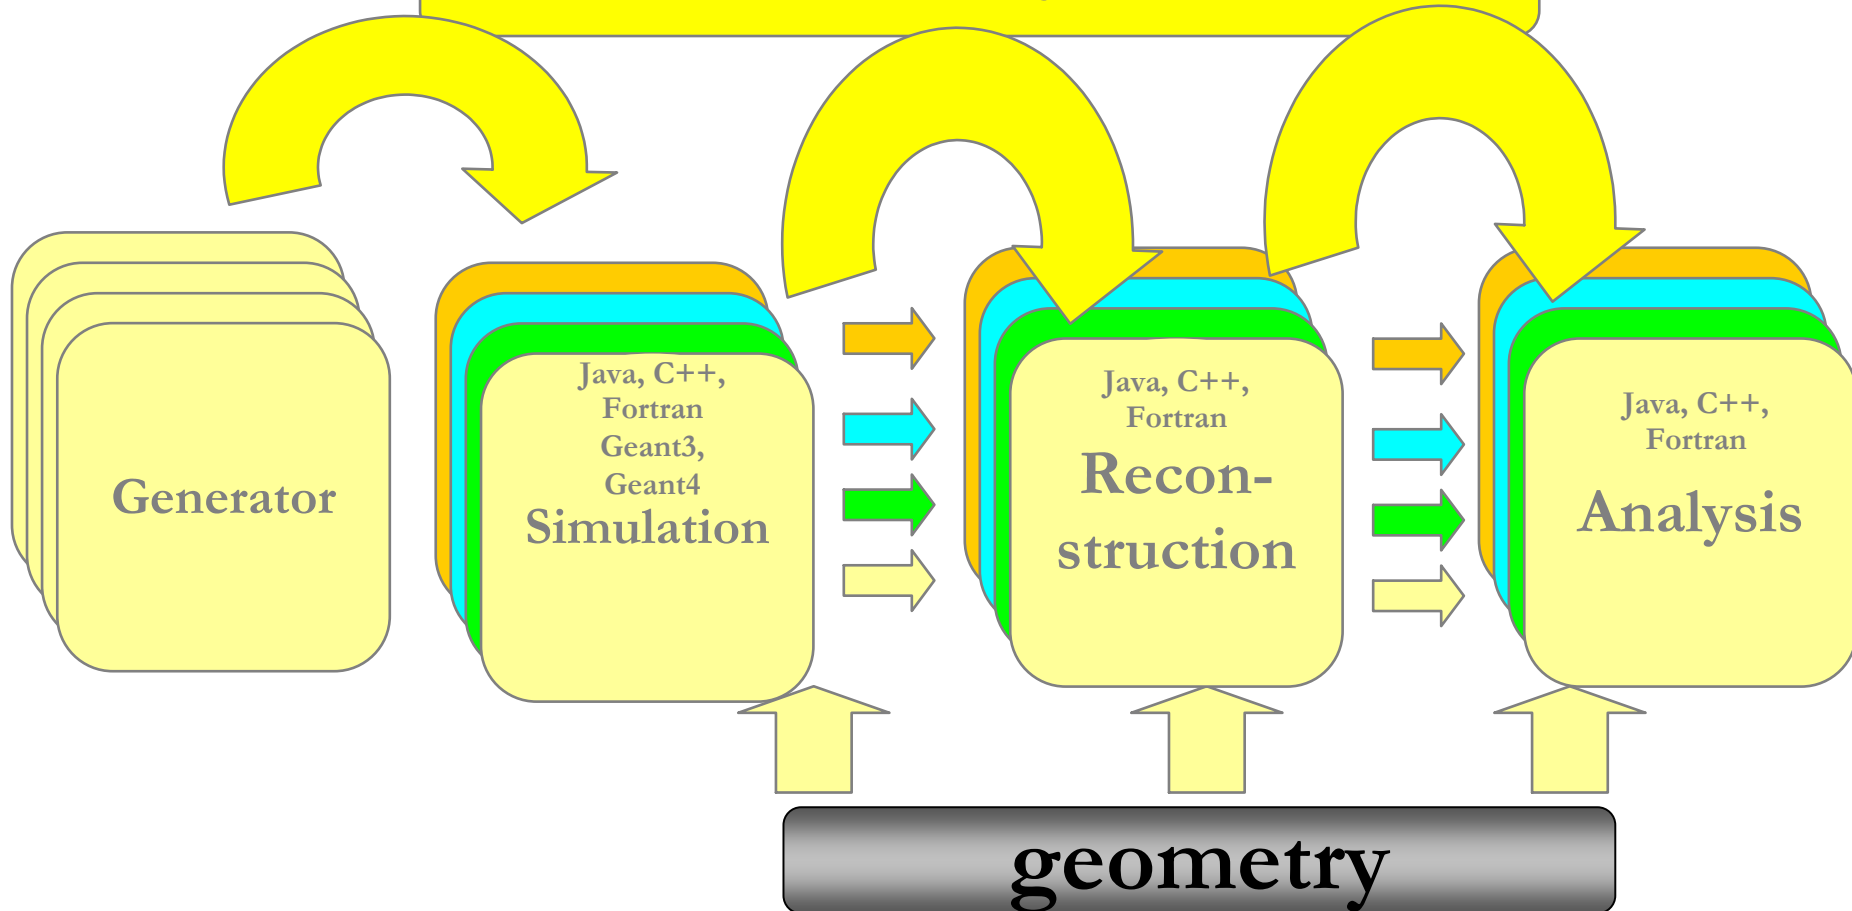 Generator
Java, C++,
Fortran
Geant3,
Geant4
Simulation
Java, C++,
Fortran
Recon-
struction
Java, C++,
Fortran
Analysis
geometry